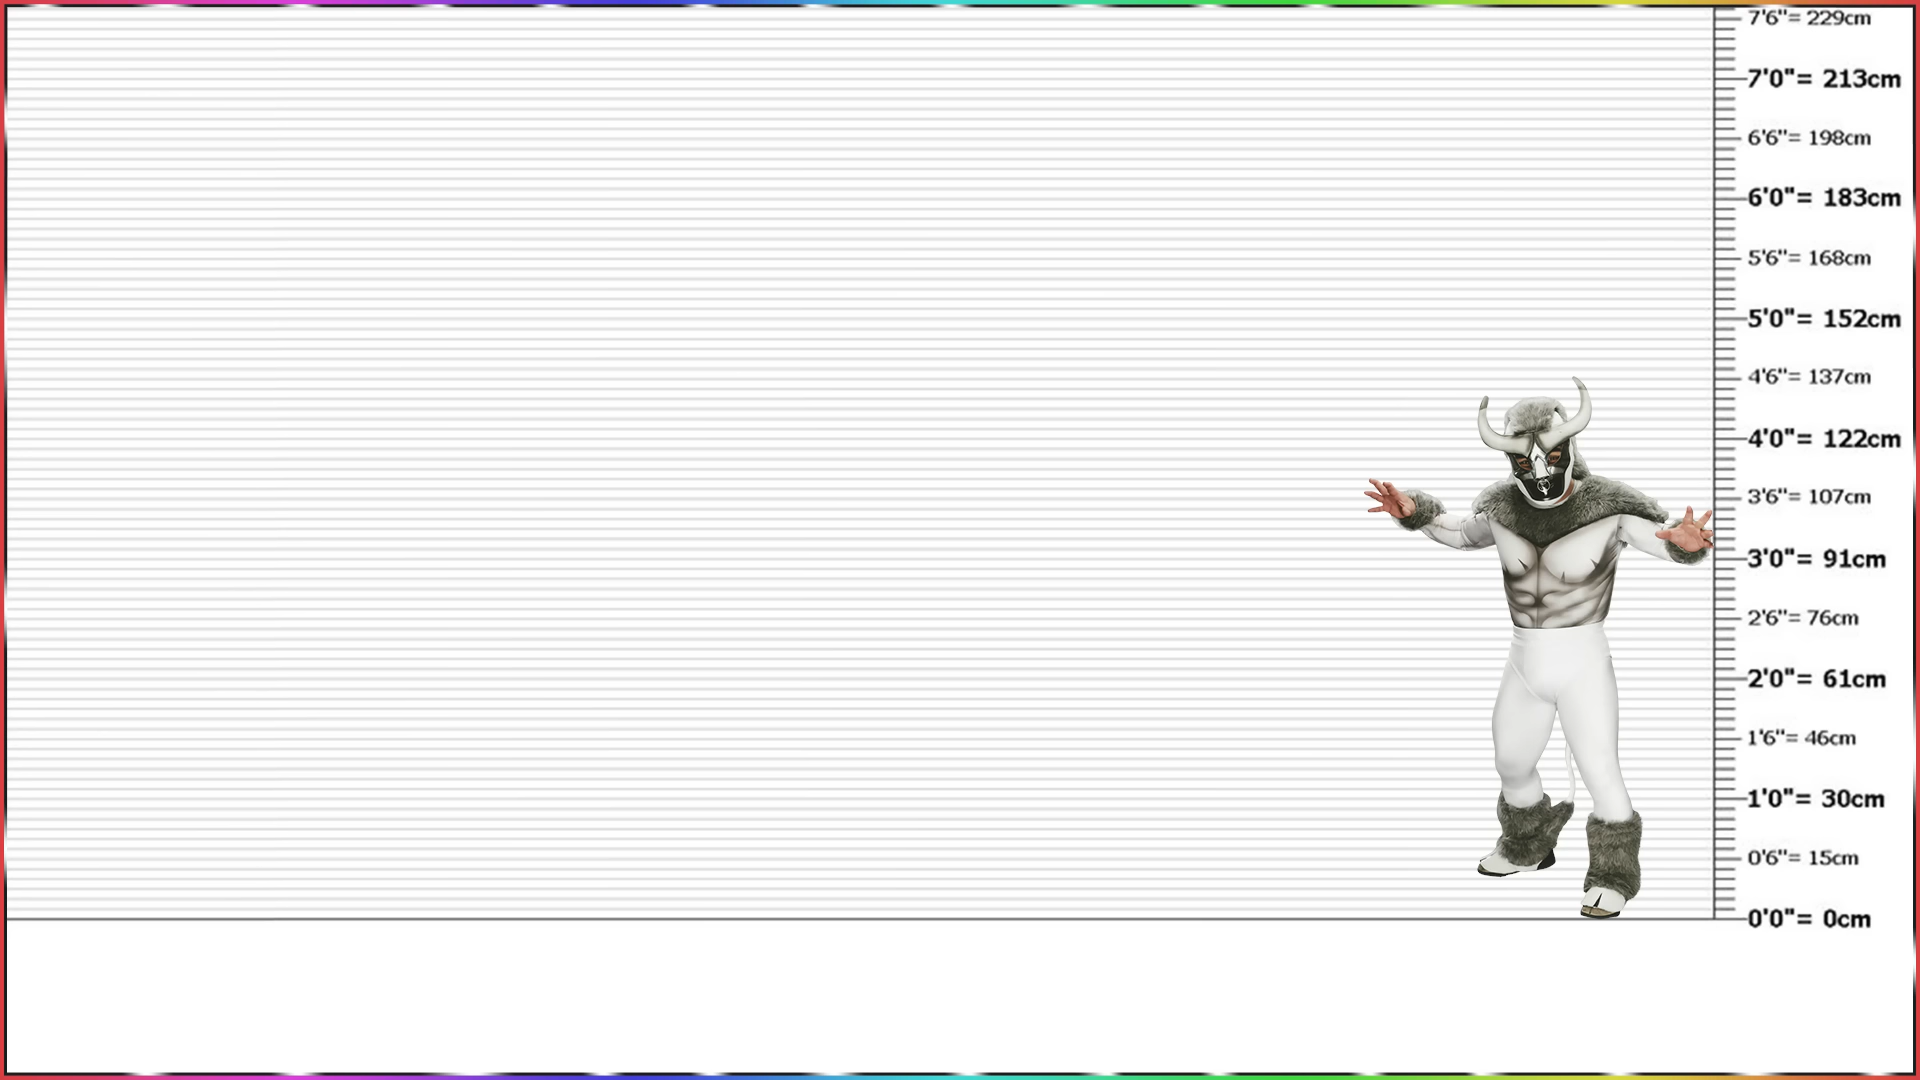 7'6"= 229cm
7'0"= 213cm
6'6"= 198cm
6'0"= 183cm
5'6"= 168cm
5'0"= 152cm
4'6"= 137cm
4'0"= 122cm
3'6"= 107cm
3'0"= 91cm
2'6"= 76cm
2'0"= 61cm
1'6"= 46cm
1'0"= 30cm
0'6"= 15cm
0'0"= 0cm